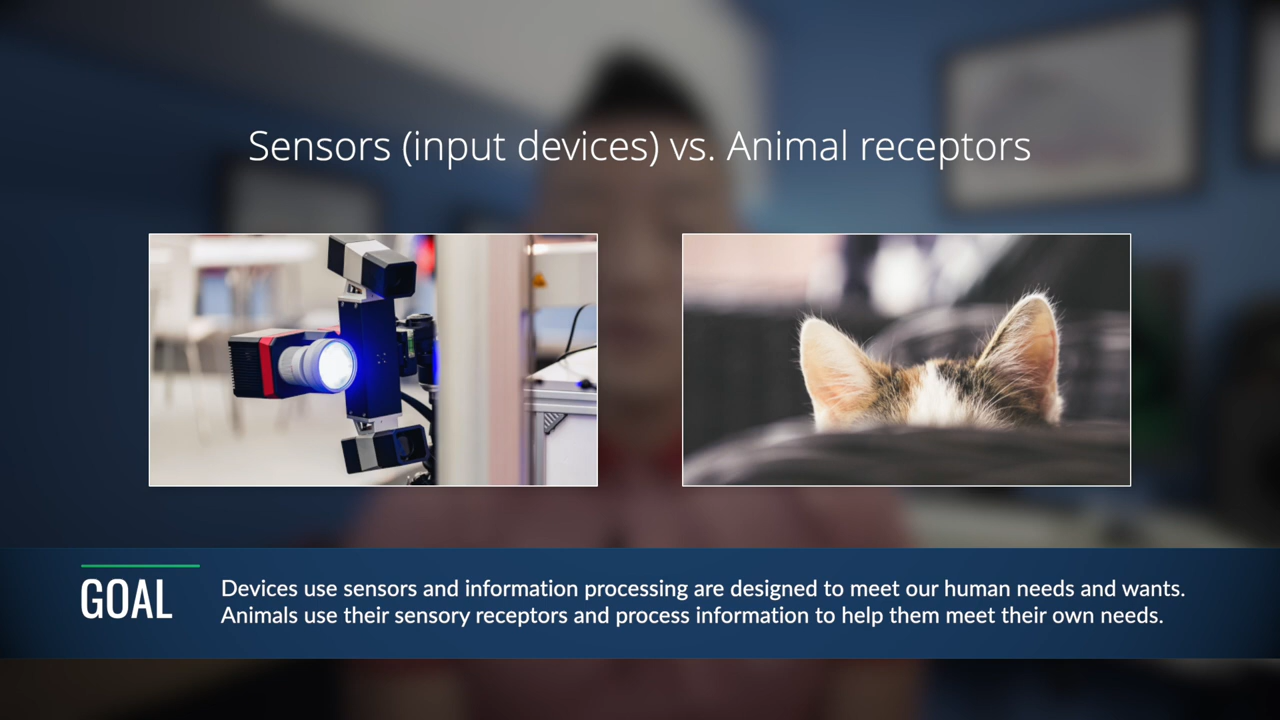 Sensors (input devices) vs. Animal receptors
GOAL
Devices use sensors and information processing are designed to meet our human needs and wants.
Animals use their sensory receptors and process information to help them meet their own needs.